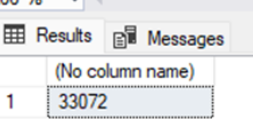 Results Messages
(No column name)
1 33072